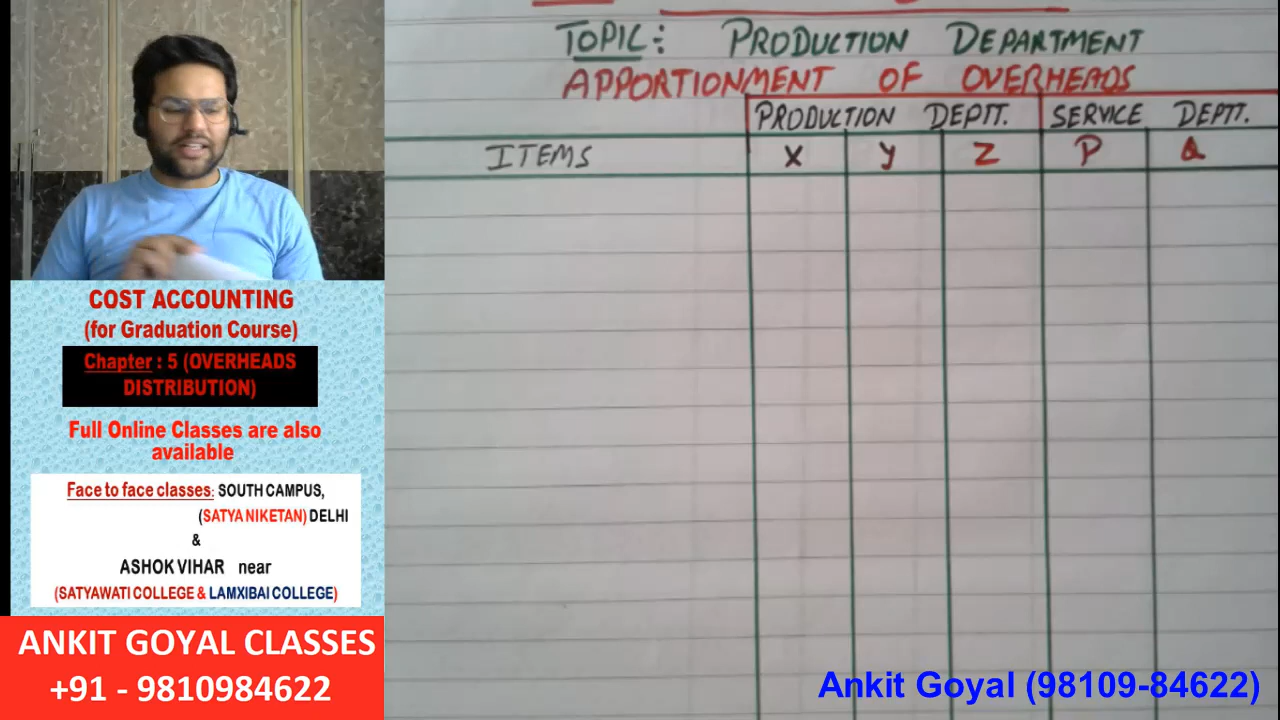 COST ACCOUNTING
(for Graduation Course)
Chapter : 5 (OVERHEADS
DISTRIBUTION)
Full Online Classes are also
available
Face to face classes: SOUTH CAMPUS,
(SATYA NIKETAN) DELHI
&
ASHOK VIHAR near
(SATYAWATI COLLEGE & LAMXIBAI COLLEGE)
ANKIT GOYAL CLASSES
+91 - 9810984622
TOPIC: PRODUCTION DEPARTMENT
APPORTIONMENT OF OVERHEADS
PRODUCTION DEPTT. SERVICE DEPTT.
ITEMS X Y Z P Q
Ankit Goyal (98109-84622)